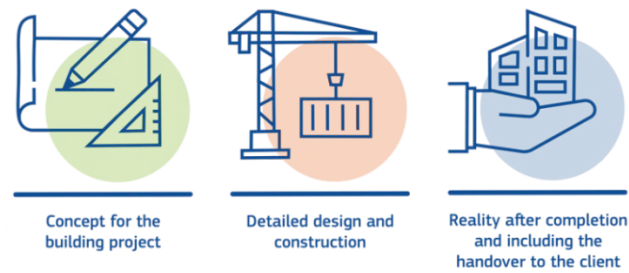 Concept for the
building project
Detailed design and
construction
Reality after completion
and including the
handover to the client